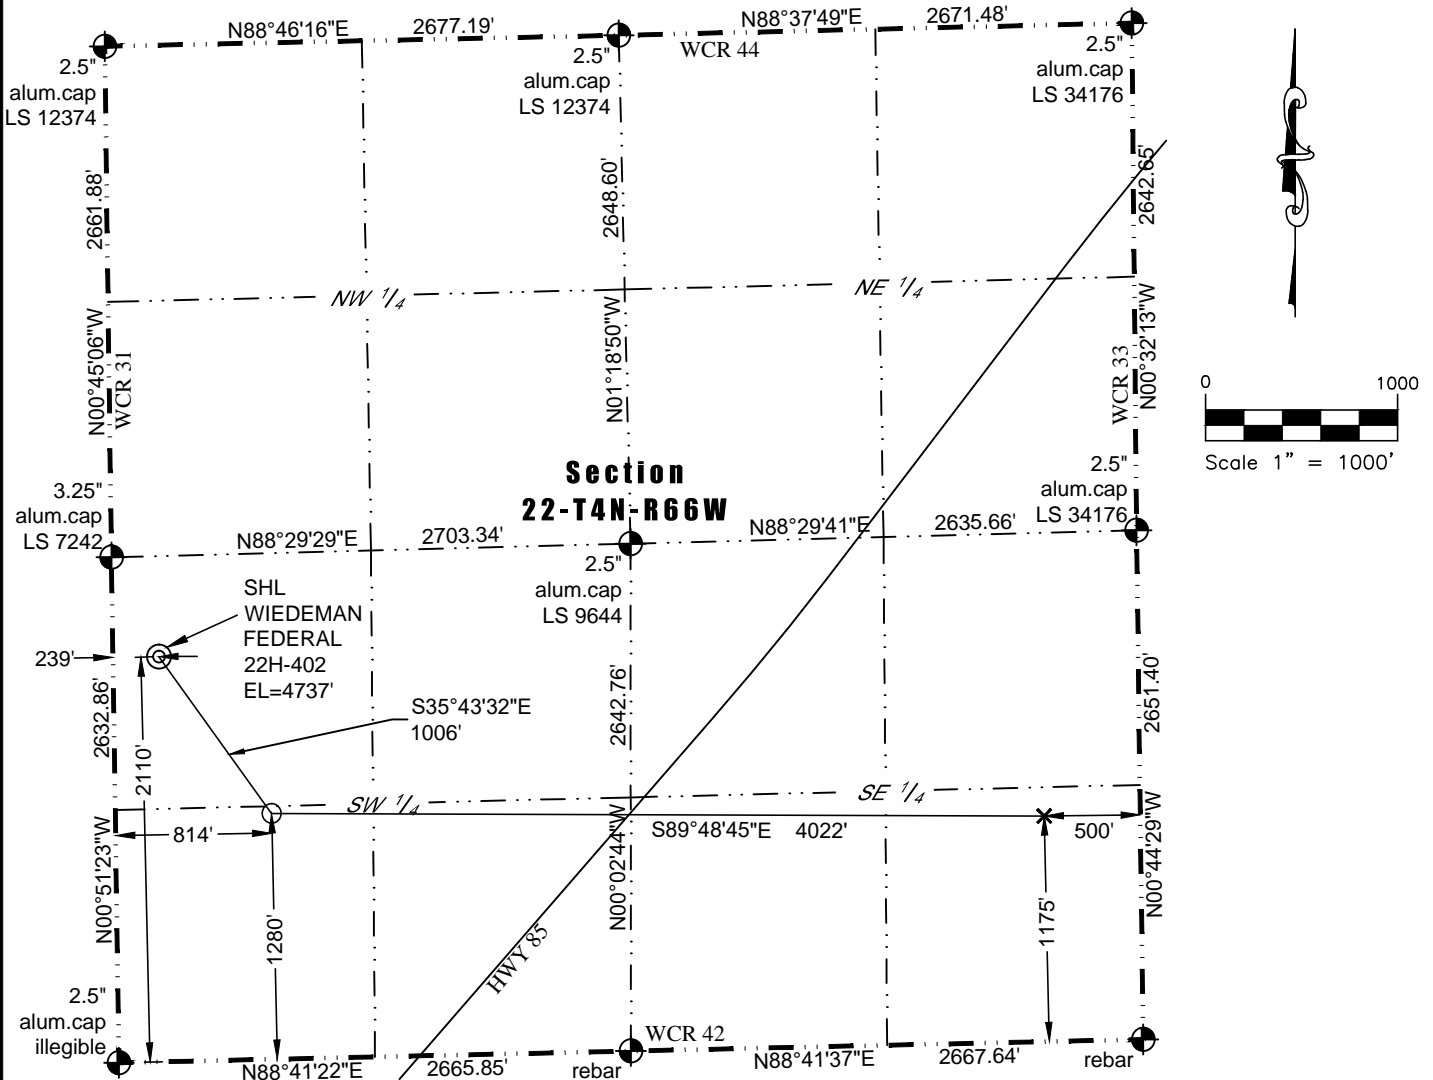 N88°46'16"E
2677.19'
N88°37'49"E
2671.48'
WCR 44
2.5"
alum.cap
LS 12374
2.5"
alum.cap
LS 12374
2.5"
alum.cap
LS 34176
2661.88'
2648.60'
2642.65'
NW 1/4
NE 1/4
N00°45'06"W
WCR 31
N01°18'50"W
WCR 33
N00°32'13"W
0
1000
Scale 1" = 1000'
Section
22-T4N-R66W
3.25"
alum.cap
LS 7242
2.5"
alum.cap
LS 34176
N88°29'29"E
2703.34'
N88°29'41"E
2635.66'
2.5"
alum.cap
LS 9644
SHL
WIEDEMAN
FEDERAL
22H-402
EL=4737'
239'
2632.86'
2110'
S35°43'32"E
1006'
2642.76'
2651.40'
SW 1/4
SE 1/4
814'
S89°48'45"E
4022'
500'
N00°51'23"W
1280'
N00°02'44"W
1175'
N00°44'29"W
HWY 85
2.5"
alum.cap
illegible
WCR 42
N88°41'22"E
2665.85'
rebar
N88°41'37"E
2667.64'
rebar